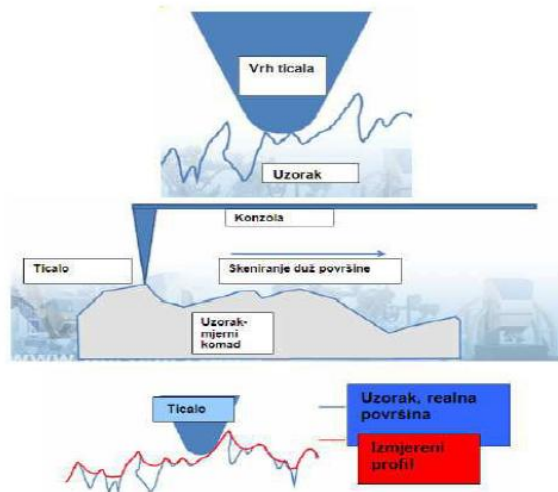 Vrh ticala
Uzorak
Konzola
Ticalo
Skeniranje duž površine
Uzorak-
mjerni
komad
Ticalo
Uzorak, realna
površina
Izmjereni
profil